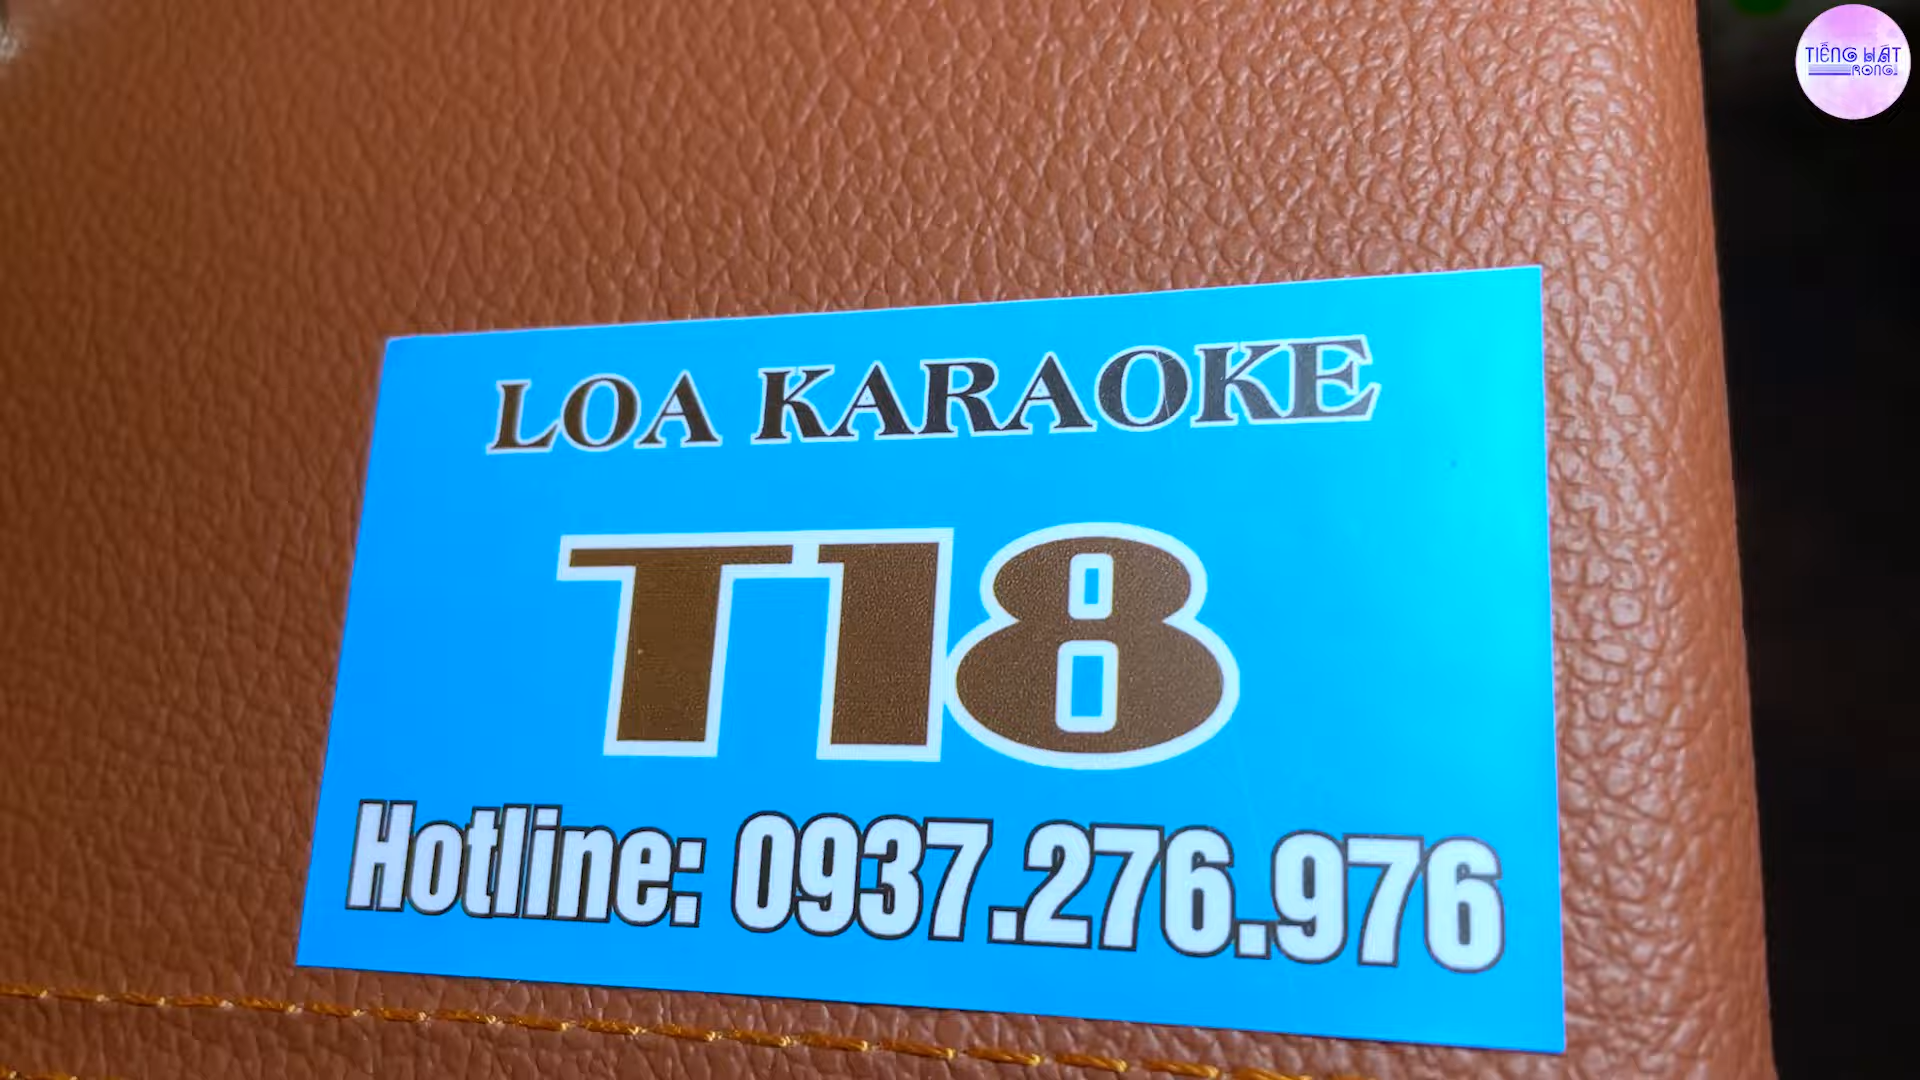 TIẾNG HÁT
RONG
LOA KARAOKE
T18
Hotline: 0937.276.976